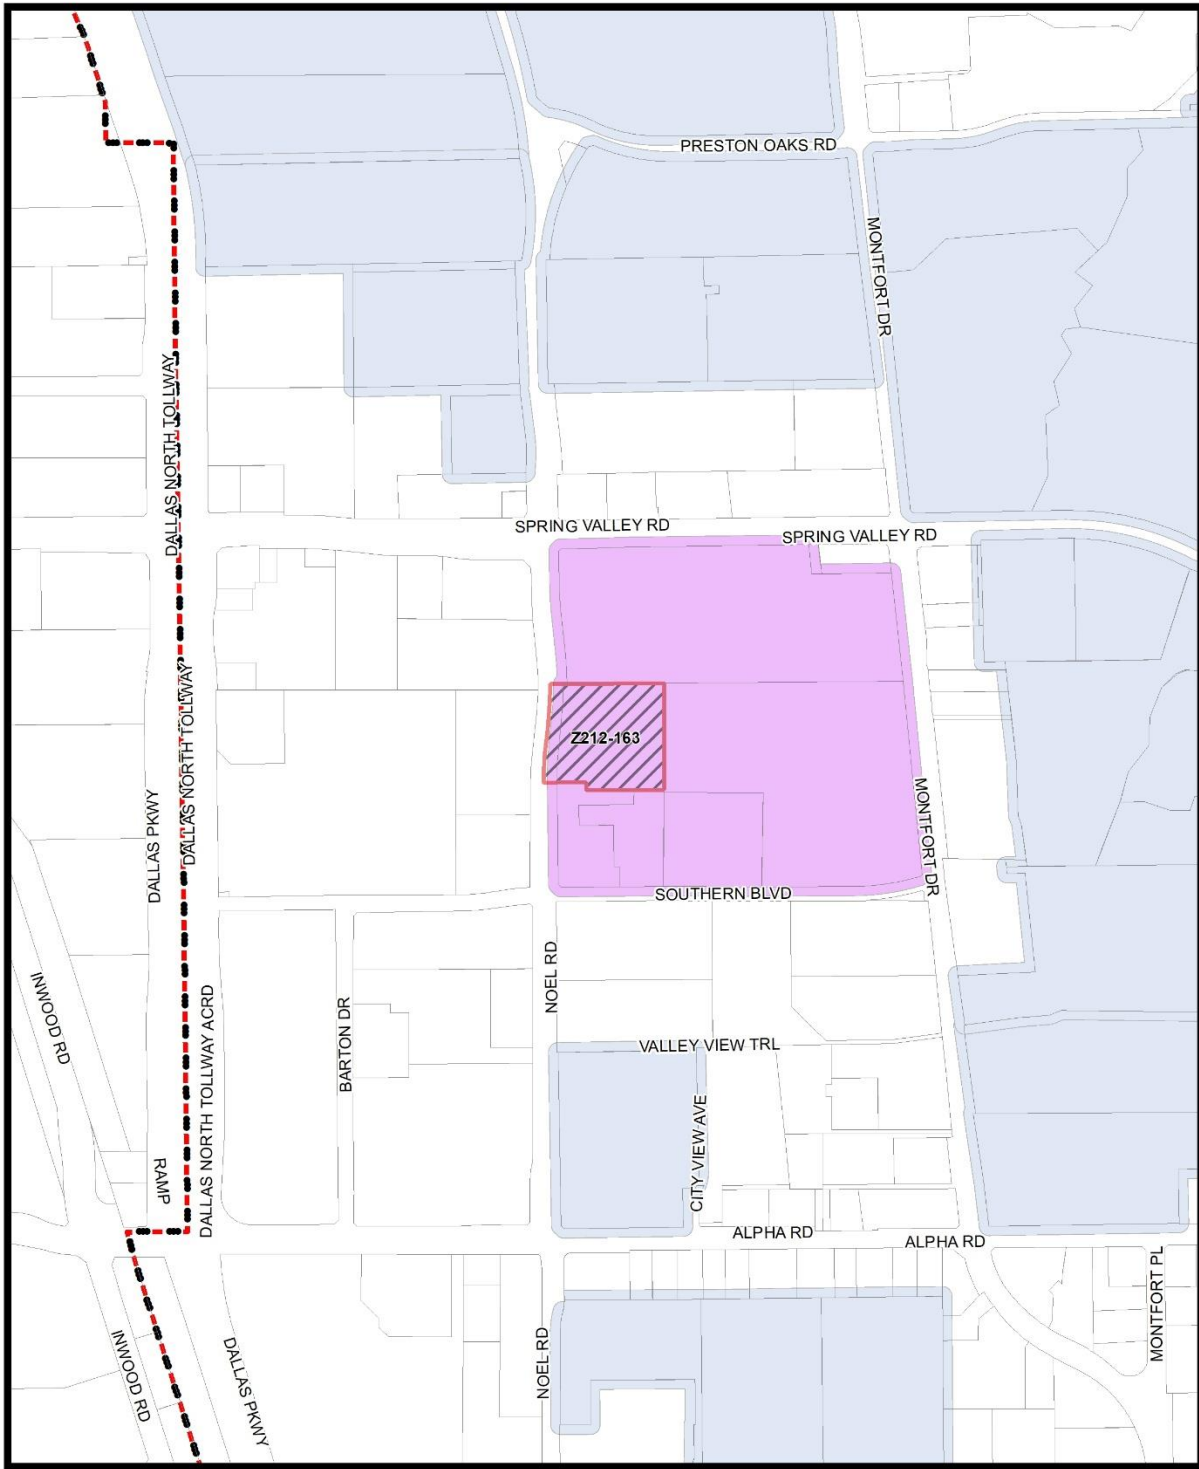 PRESTON OAKS RD
MONTFORT DR
DALLAS NORTH TOLLWAY
SPRING VALLEY RD
SPRING VALLEY RD
DALLAS NORTH TOLLWAY
Z212-163
DALLAS PKWY
MONTFORT DR
SOUTHERN BLVD
INWOOD RD
NOEL RD
DALLAS NORTH TOLLWAY ACRD
BARTON DR
VALLEY VIEW TRL
CITY VIEW AVE
RAMP
ALPHA RD
ALPHA RD
MONTFORT PL
INWOOD RD
DALLAS PKWY
NOEL RD